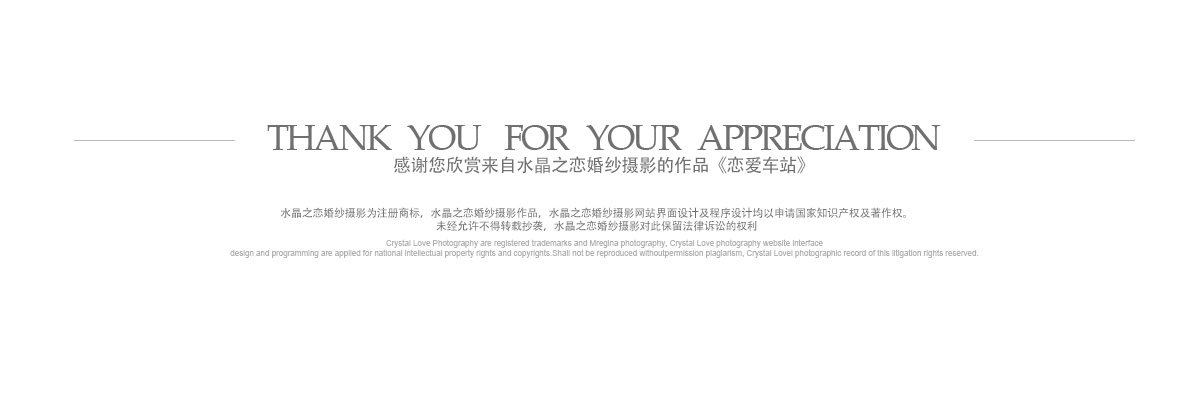 THANK YOU FOR YOUR APPRECIATION
感谢您欣赏来自水晶之恋婚纱摄影的作品《恋爱车站》
水晶之恋婚纱摄影为注册商标，水晶之恋婚纱摄影作品，水晶之恋婚纱摄影网站界面设计及程序设计均以申请国家知识产权及著作权。
未经允许不得转载抄袭，水晶之恋婚纱摄影对此保留法律诉讼的权利
Crystal Love Photography are registered trademarks and Mregina photography, Crystal Love photography website interface
design and programming are applied for national intellectual property rights and copyrights.Shall not be reproduced withoutpermission plagiarism, Crystal Lovel photographic record of this litigation rights reserved.